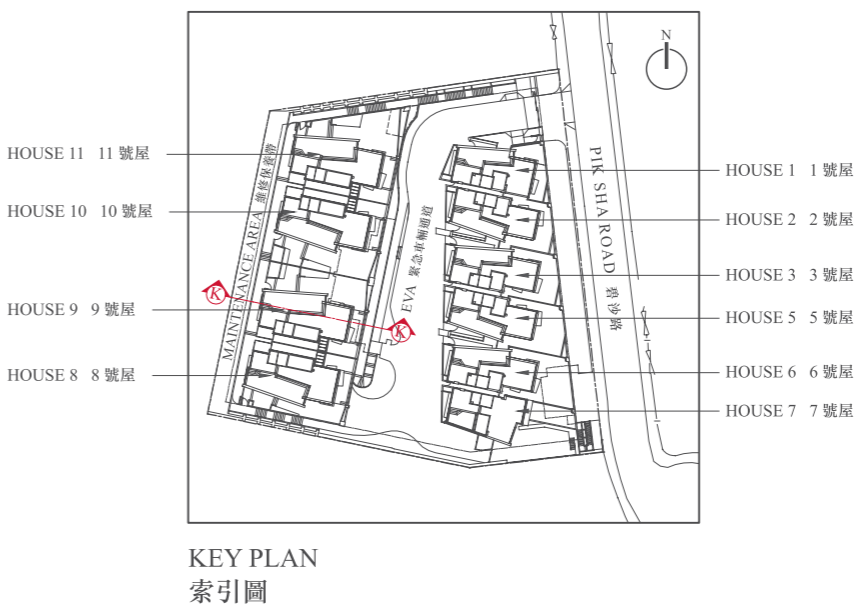 N
HOUSE 11 11 號屋
HOUSE 10 10 號屋
HOUSE 9 9 號屋
HOUSE 8 8 號屋
MAINTENANCE AREA 維修保養帶
K
K
EVA 緊急車輛通道
PIK SHA ROAD 碧沙路
HOUSE 1 1 號屋
HOUSE 2 2 號屋
HOUSE 3 3 號屋
HOUSE 5 5 號屋
HOUSE 6 6 號屋
HOUSE 7 7 號屋
KEY PLAN
索引圖